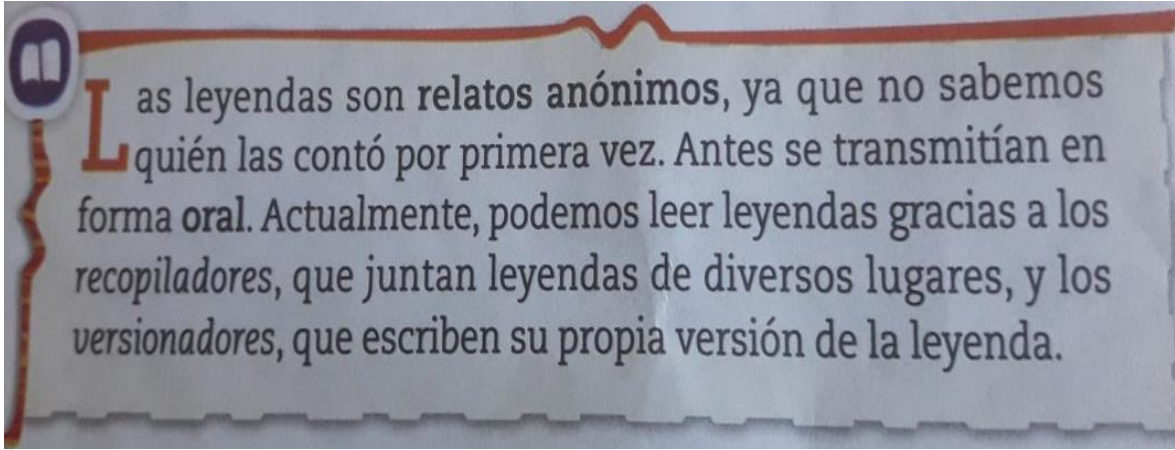 Las leyendas son relatos anónimos, ya que no sabemos
quién las contó por primera vez. Antes se transmitían en
forma oral. Actualmente, podemos leer leyendas gracias a los
recopiladores, que juntan leyendas de diversos lugares, y los
versionadores, que escriben su propia versión de la leyenda.